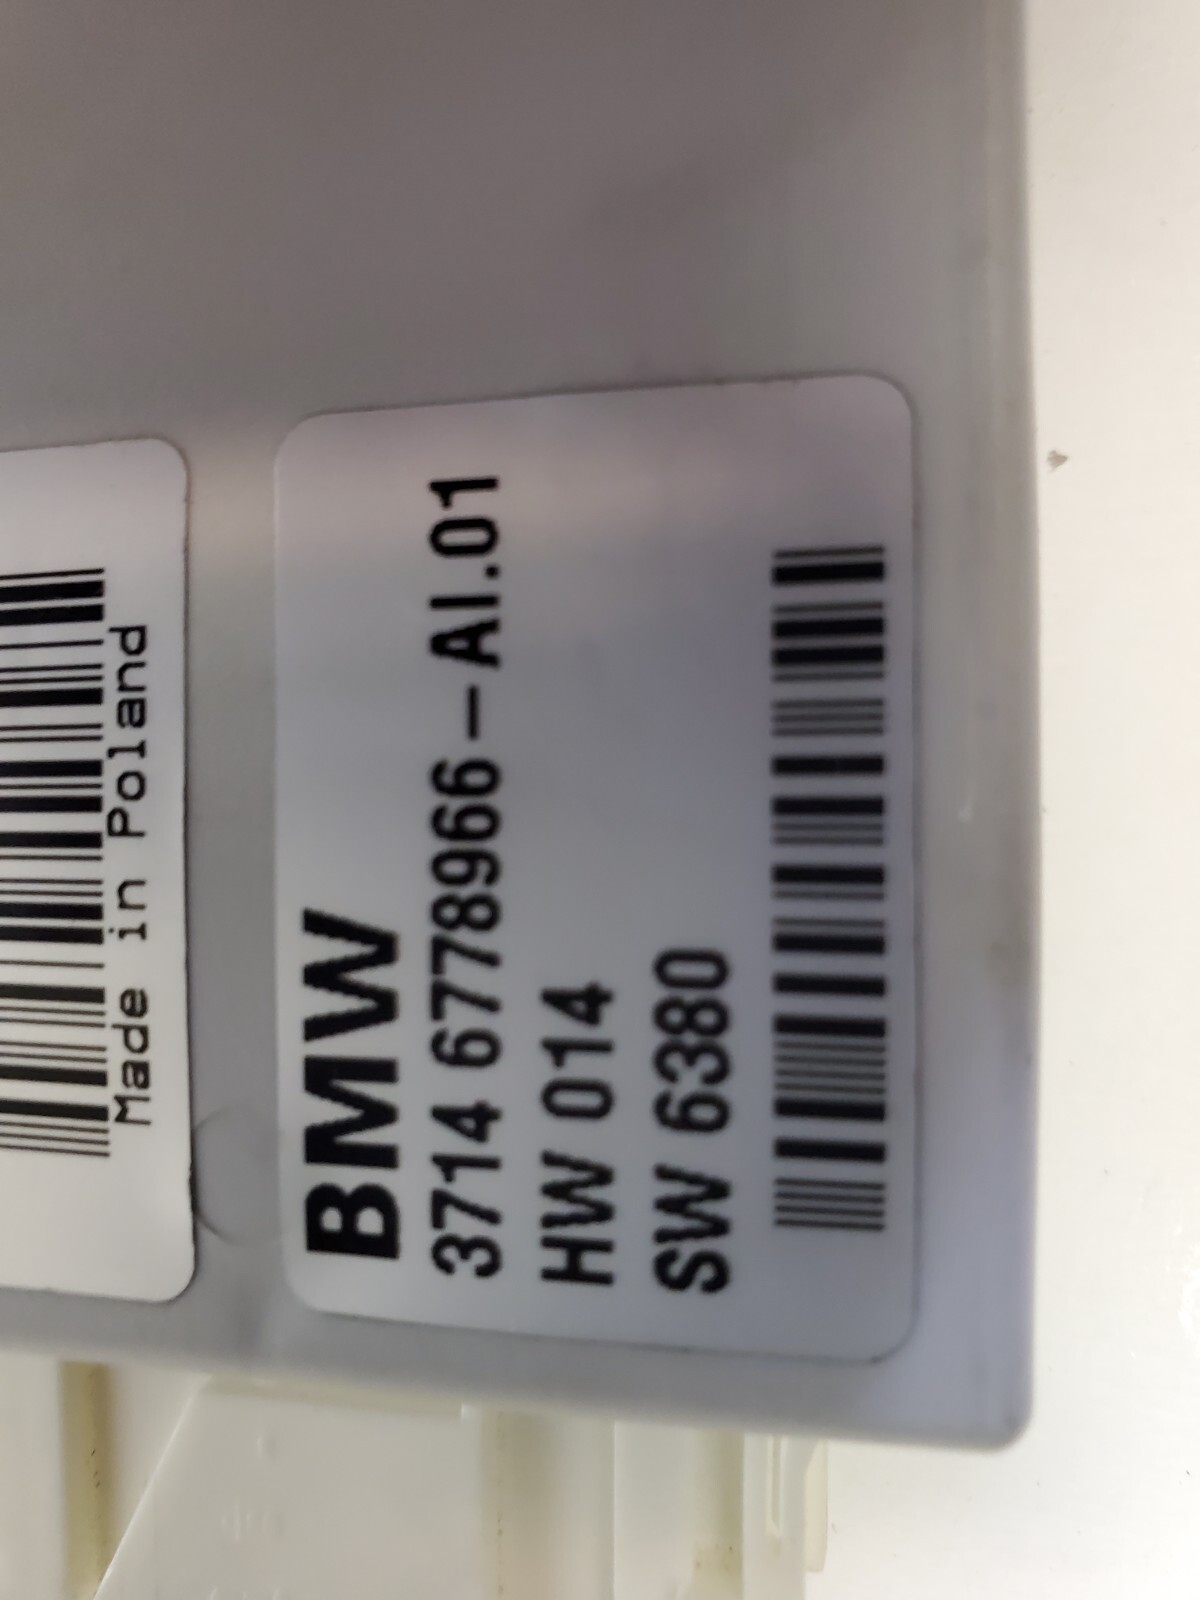 Made in Poland
BMW
3714 6778966-AI.01
HW 014
SW 6380